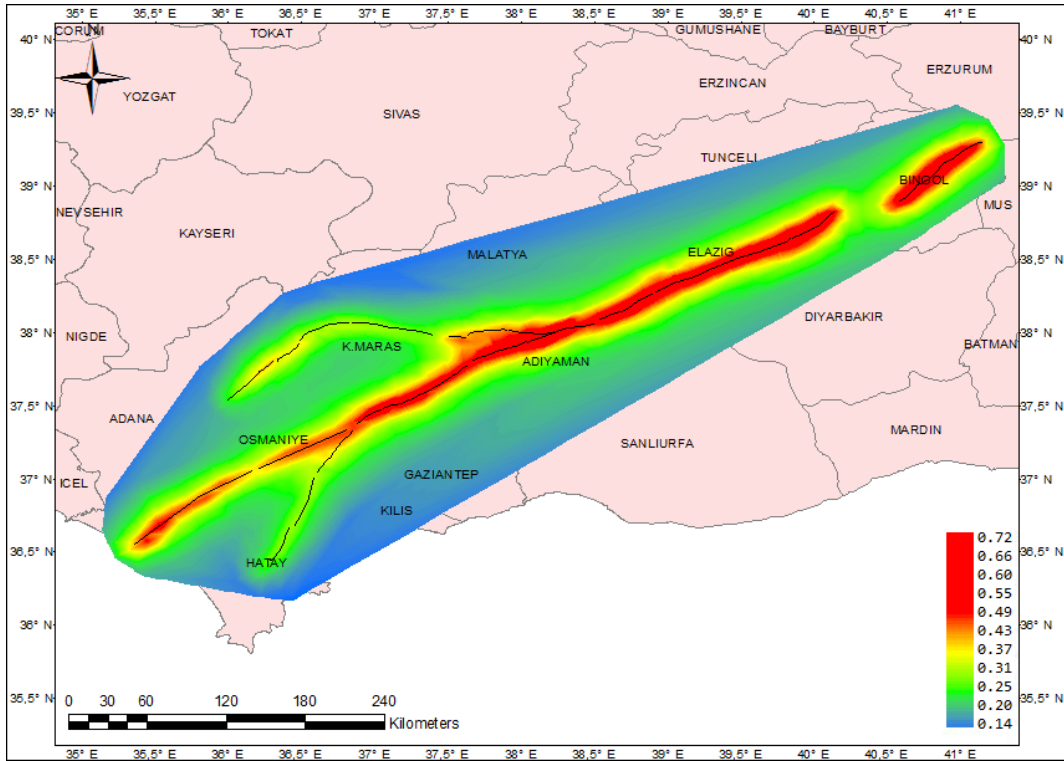 35° E 35,5° E 36° E 36,5° E 37° E 37,5° E 38° E 38,5° E 39° E 39,5° E 40° E 40,5° E 41° E
40° N CORUM N TOKAT GUMUSHANE BAYBURT 40° N
ERZURUM
ERZINCAN
YOZGAT
39,5° N SIVAS 39,5° N
TUNCELI
39° N BINGOL 39° N
NEVSEHIR MUS
KAYSERI
38,5° N MALATYA ELAZIG 38,5° N
DIYARBAKIR
38° N NIGDE K.MARAS BATMAN 38° N
ADIYAMAN
37,5° N ADANA MARDIN 37,5° N
OSMANIYE SANLIURFA
37° N ICEL GAZIANTEP 37° N
KILIS
36,5° N HATAY 36,5° N
0.72
0.66
0.60
0.55
0.49
36° N 0.43 36° N
0.37
0.31
0.25
35,5° N 0.20 35,5° N
0.14
0 30 60 120 180 240
Kilometers
35° E 35,5° E 36° E 36,5° E 37° E 37,5° E 38° E 38,5° E 39° E 39,5° E 40° E 40,5° E 41° E